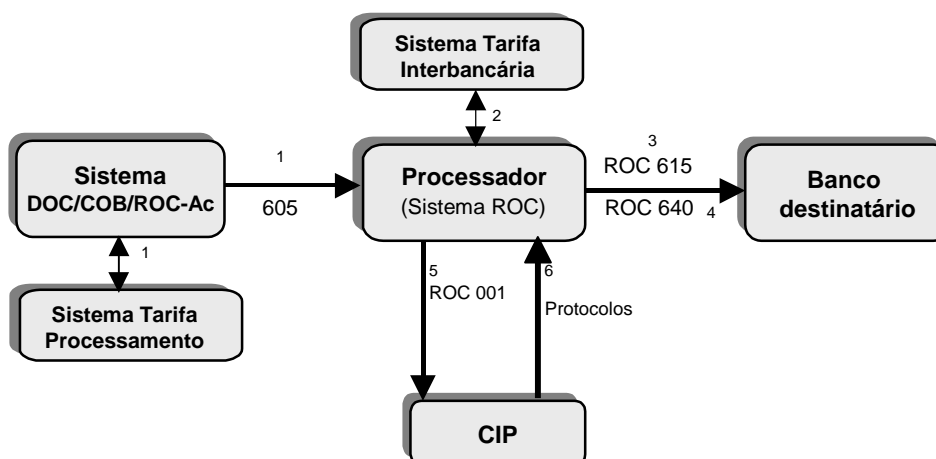 Sistema Tarifa
Interbancária
2
Sistema
DOC/COB/ROC-Ac
1
605
Processador
(Sistema ROC)
3
ROC 615
ROC 640 4
Banco
destinatário
1
Sistema Tarifa
Processamento
5
ROC 001
6
Protocolos
CIP